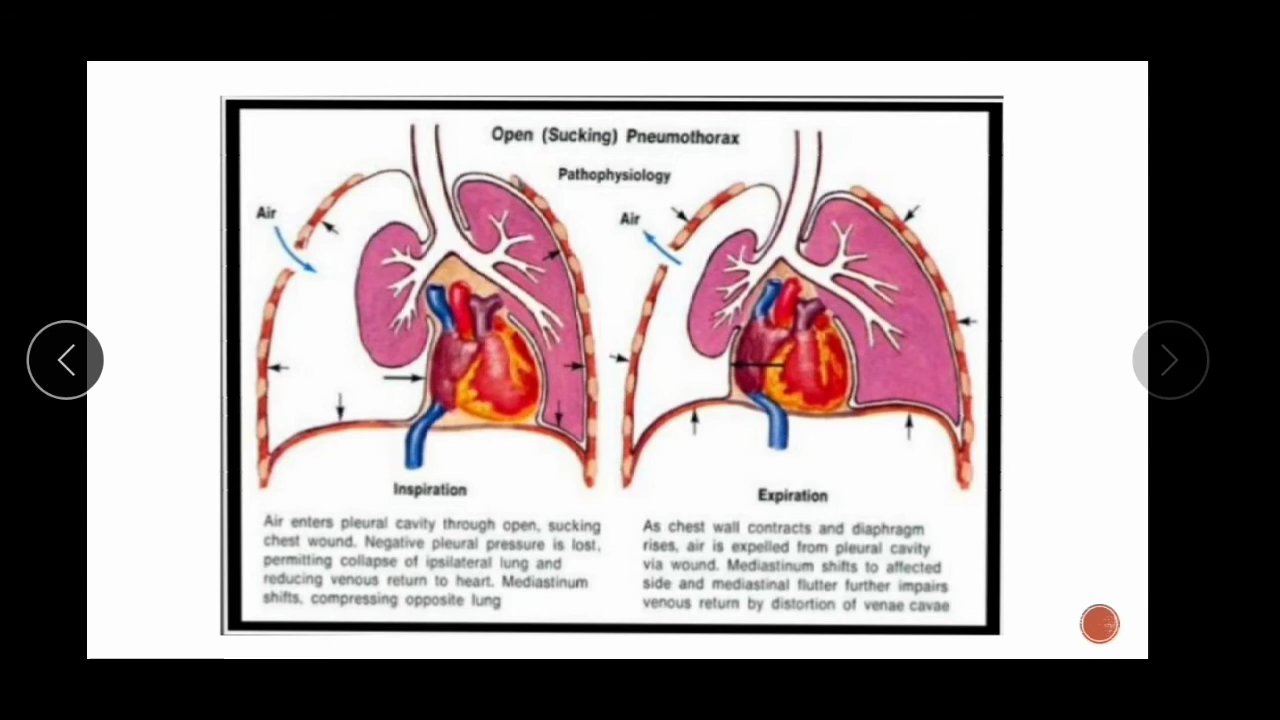 Open (Sucking) Pneumothorax
Pathophysiology
Air
Air
Inspiration
Air enters pleural cavity through open, sucking
chest wound. Negative pleural pressure is lost,
permitting collapse of ipsilateral lung and
reducing venous return to heart. Mediastinum
shifts, compressing opposite lung
Expiration
As chest wall contracts and diaphragm
rises, air is expelled from pleural cavity
via wound. Mediastinum shifts to affected
side and mediastinal flutter further impairs
venous return by distortion of venae cavae